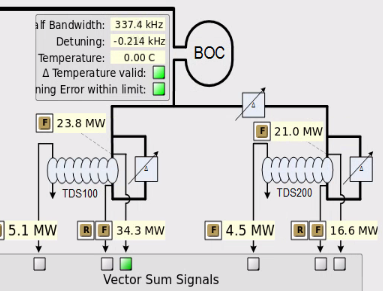 alf Bandwidth: 337.4 kHz
Detuning: -0.214 kHz
Temperature: 0.00 C
Δ Temperature valid:
ning Error within limit:
BOC
F 23.8 MW
F 21.0 MW
TDS100
TDS200
F 5.1 MW
R F 34.3 MW
F 4.5 MW
R F 16.6 MW
Vector Sum Signals